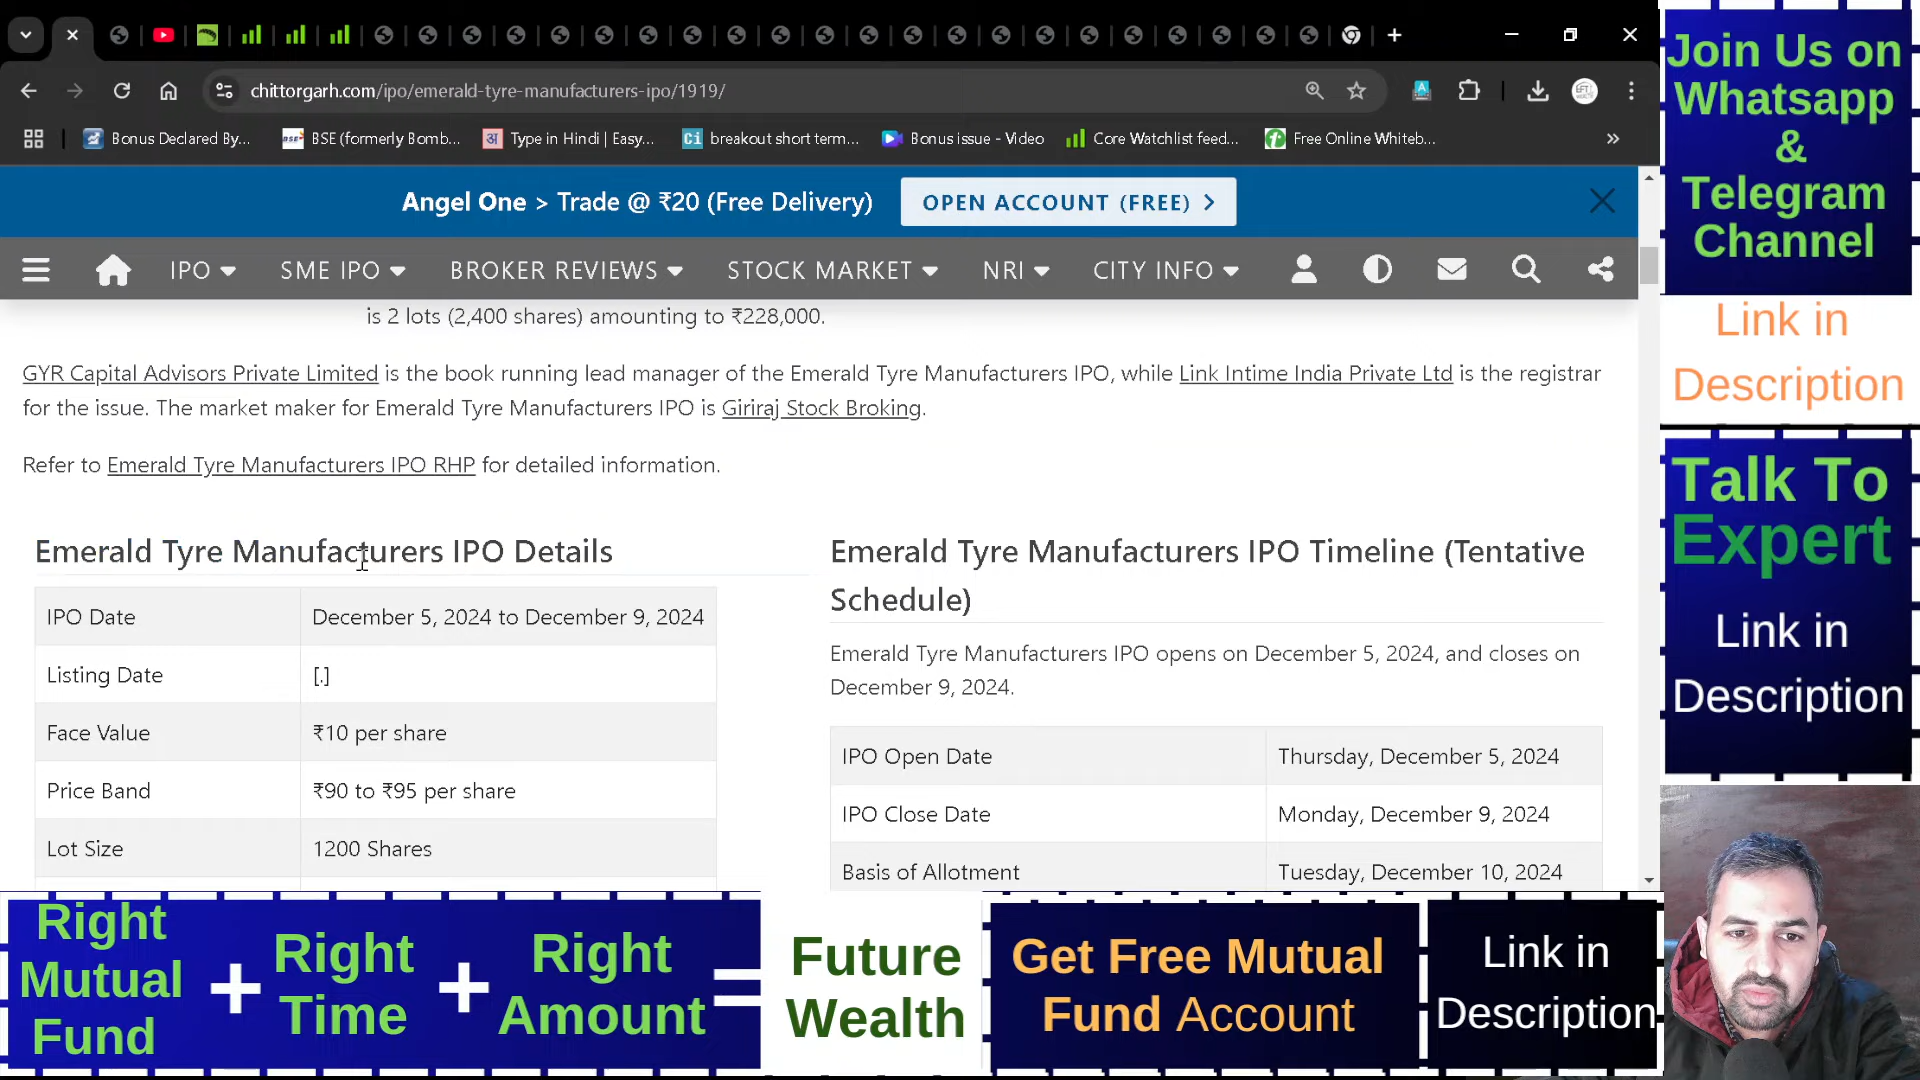 chittorgarh.com/ipo/emerald-tyre-manufacturers-ipo/1919/
Bonus Declared By...
BSE (formerly Bomb...
Type in Hindi | Easy...
breakout short term...
Bonus issue - Video
Core Watchlist feed...
Free Online Whiteb...
Angel One > Trade @ ₹20 (Free Delivery)
OPEN ACCOUNT (FREE)
IPO
SME IPO
BROKER REVIEWS
STOCK MARKET
NRI
CITY INFO
is 2 lots (2,400 shares) amounting to ₹228,000.
GYR Capital Advisors Private Limited is the book running lead manager of the Emerald Tyre Manufacturers IPO, while Link Intime India Private Ltd is the registrar
for the issue. The market maker for Emerald Tyre Manufacturers IPO is Giriraj Stock Broking.
Refer to Emerald Tyre Manufacturers IPO RHP for detailed information.
Emerald Tyre Manufacturers IPO Details
IPO Date December 5, 2024 to December 9, 2024
Listing Date [.]
Face Value ₹10 per share
Price Band ₹90 to ₹95 per share
Lot Size 1200 Shares
Emerald Tyre Manufacturers IPO Timeline (Tentative
Schedule)
Emerald Tyre Manufacturers IPO opens on December 5, 2024, and closes on
December 9, 2024.
IPO Open Date Thursday, December 5, 2024
IPO Close Date Monday, December 9, 2024
Basis of Allotment Tuesday, December 10, 2024
Join Us on
Whatsapp
&
Telegram
Channel
Link in
Description
Talk To
Expert
Link in
Description
Right
Mutual
Fund
+
Right
Time
+
Right
Amount
=
Future
Wealth
Get Free Mutual
Fund Account
Link in
Description